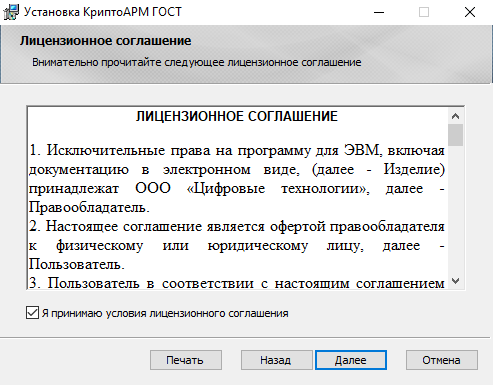 Установка КриптоАРМ ГОСТ
Лицензионное соглашение
Внимательно прочитайте следующее лицензионное соглашение
ЛИЦЕНЗИОННОЕ СОГЛАШЕНИЕ
1. Исключительные права на программу для ЭВМ, включая
документацию в электронном виде, (далее - Изделие)
принадлежат ООО «Цифровые технологии», далее -
Правообладатель.
2. Настоящее соглашение является офертой правообладателя
к физическому или юридическому лицу, далее -
Пользователь.
3. Пользователь в соответствии с настоящим соглашением
Я принимаю условия лицензионного соглашения
Печать Назад Далее Отмена